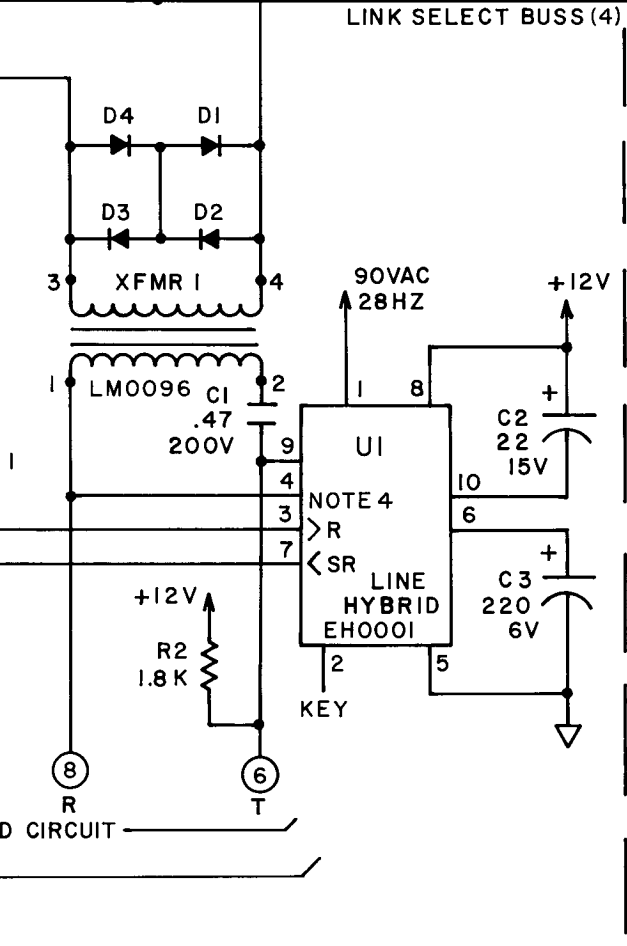 LINK SELECT BUSS (4)
D4 D1
D3 D2
3 XFMR 1 4
90VAC
28HZ
+12V
1 LM0096 2
C1
.47
200V
1 8
+
C2
22
15V
U1
9
1
4
10
NOTE 4
3
6
>R
7
<SR
+
C3
220
6V
LINE
HYBRID
EH0001
+12V
R2
1.8K
2 5
KEY
8 6
R T
D CIRCUIT